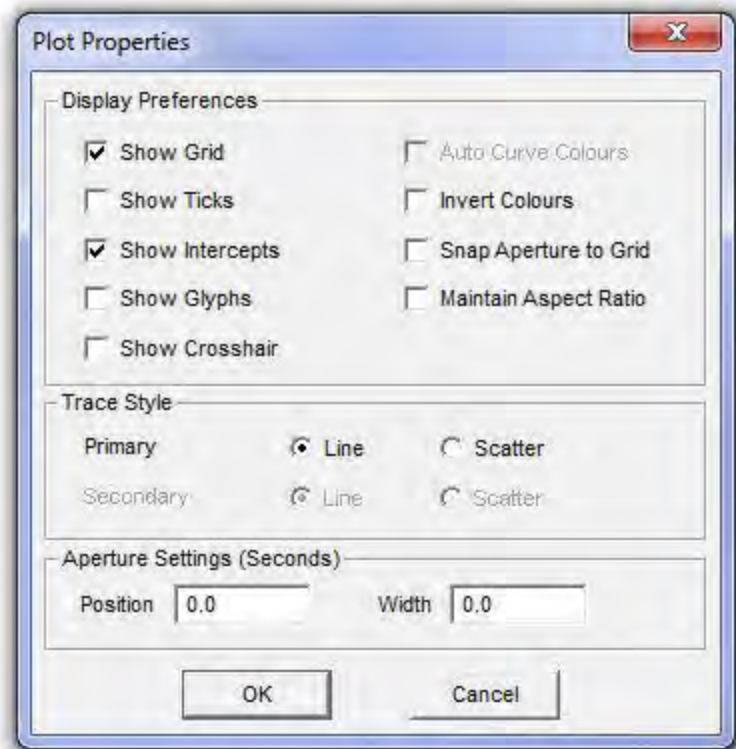 Plot Properties
Display Preferences
Show Grid
Auto Curve Colours
Show Ticks
Invert Colours
Show Intercepts
Snap Aperture to Grid
Show Glyphs
Maintain Aspect Ratio
Show Crosshair
Trace Style
Primary Line Scatter
Secondary Line Scatter
Aperture Settings (Seconds)
Position 0.0 Width 0.0
OK Cancel